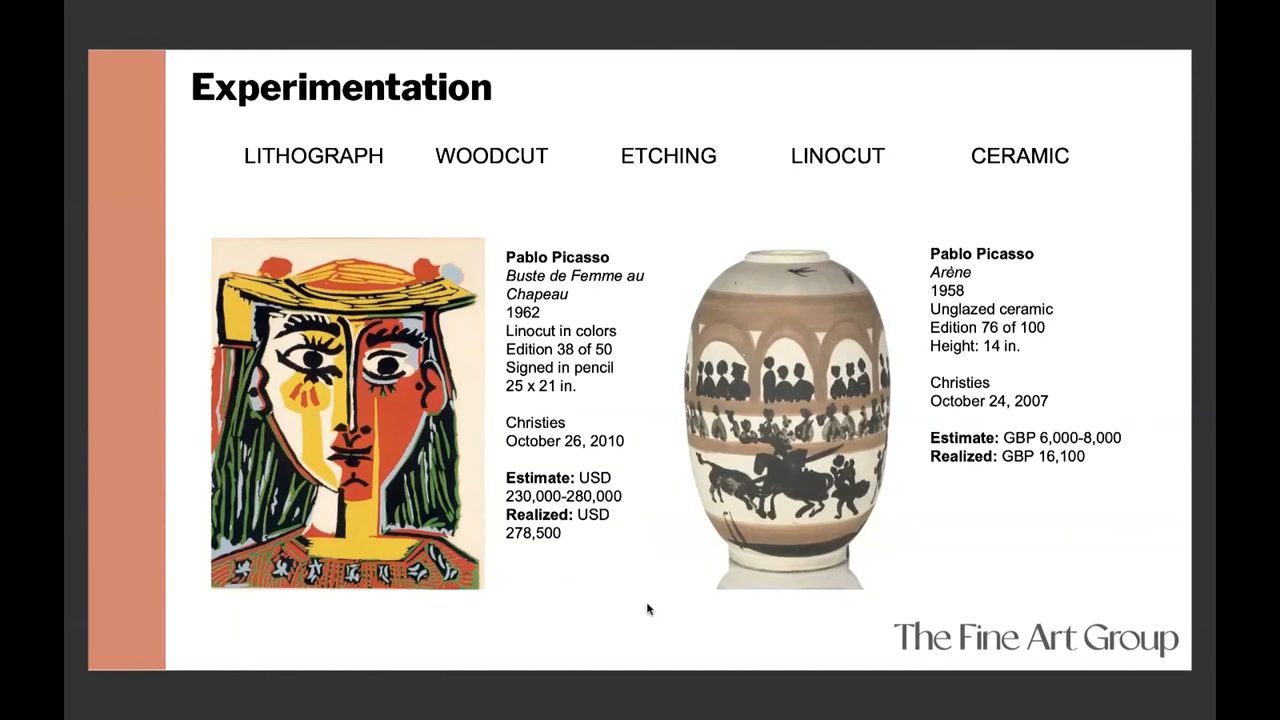 Experimentation
LITHOGRAPH WOODCUT ETCHING LINOCUT CERAMIC
Pablo Picasso
Buste de Femme au
Chapeau
1962
Linocut in colors
Edition 38 of 50
Signed in pencil
25 x 21 in.
Christies
October 26, 2010
Estimate: USD
230,000-280,000
Realized: USD
278,500
Pablo Picasso
Arène
1958
Unglazed ceramic
Edition 76 of 100
Height: 14 in.
Christies
October 24, 2007
Estimate: GBP 6,000-8,000
Realized: GBP 16,100
The Fine Art Group